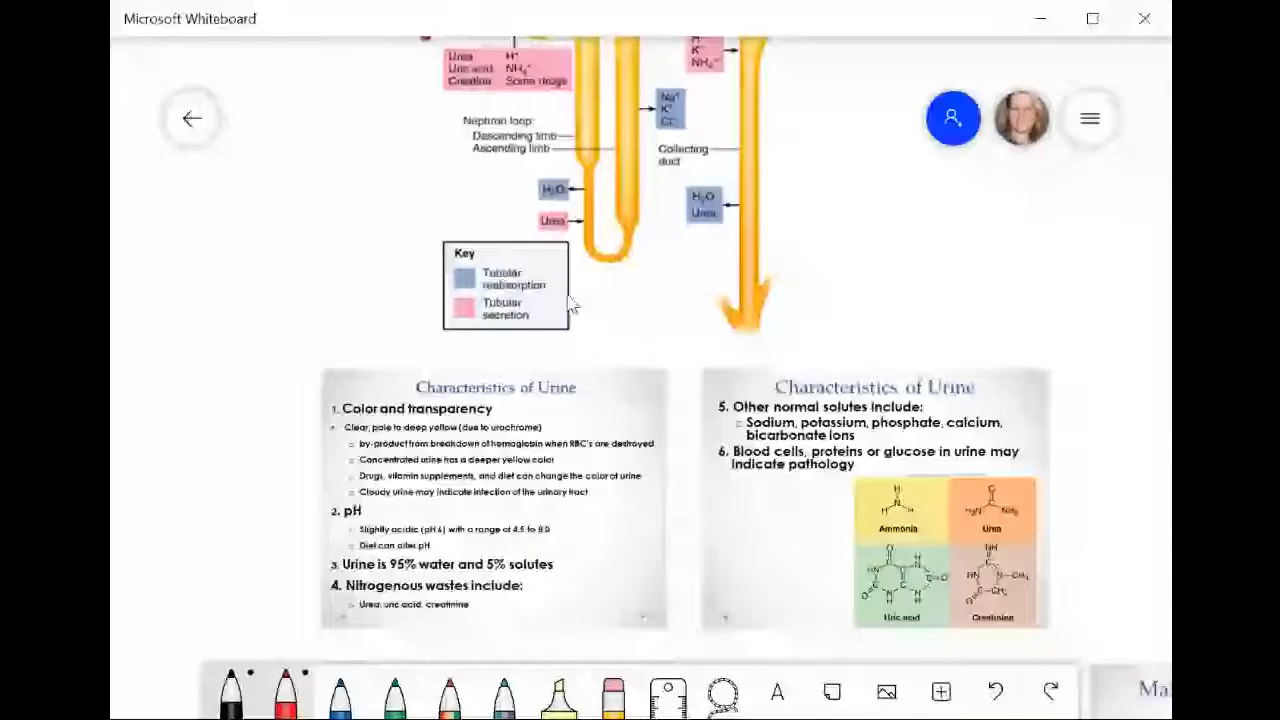 Microsoft Whiteboard
Urea H⁺
Uric acid NH₄⁺
Creatine Some drugs
K⁺
NH₄⁺
Na⁺
K⁺
Cl⁻
Nephron loop:
Descending limb
Ascending limb
Collecting
duct
H₂O
Urea
H₂O
Urea
Key
Tubular
reabsorption
Tubular
secretion
Characteristics of Urine
1. Color and transparency
Clear, pale to deep yellow (due to urochrome)
by-product from breakdown of hemoglobin when RBC's are destroyed
Concentrated urine has a deeper yellow color
Drugs, vitamin supplements, and diet can change the color of urine
Cloudy urine may indicate infection of the urinary tract
2. pH
Slightly acidic (pH 6) with a range of 4.5 to 8.0
Diet can alter pH
3. Urine is 95% water and 5% solutes
4. Nitrogenous wastes include:
Urea, uric acid, creatinine
Characteristics of Urine
5. Other normal solutes include:
Sodium, potassium, phosphate, calcium,
bicarbonate ions
6. Blood cells, proteins or glucose in urine may
indicate pathology
Ammonia
Urea
Uric acid
Creatinine
A